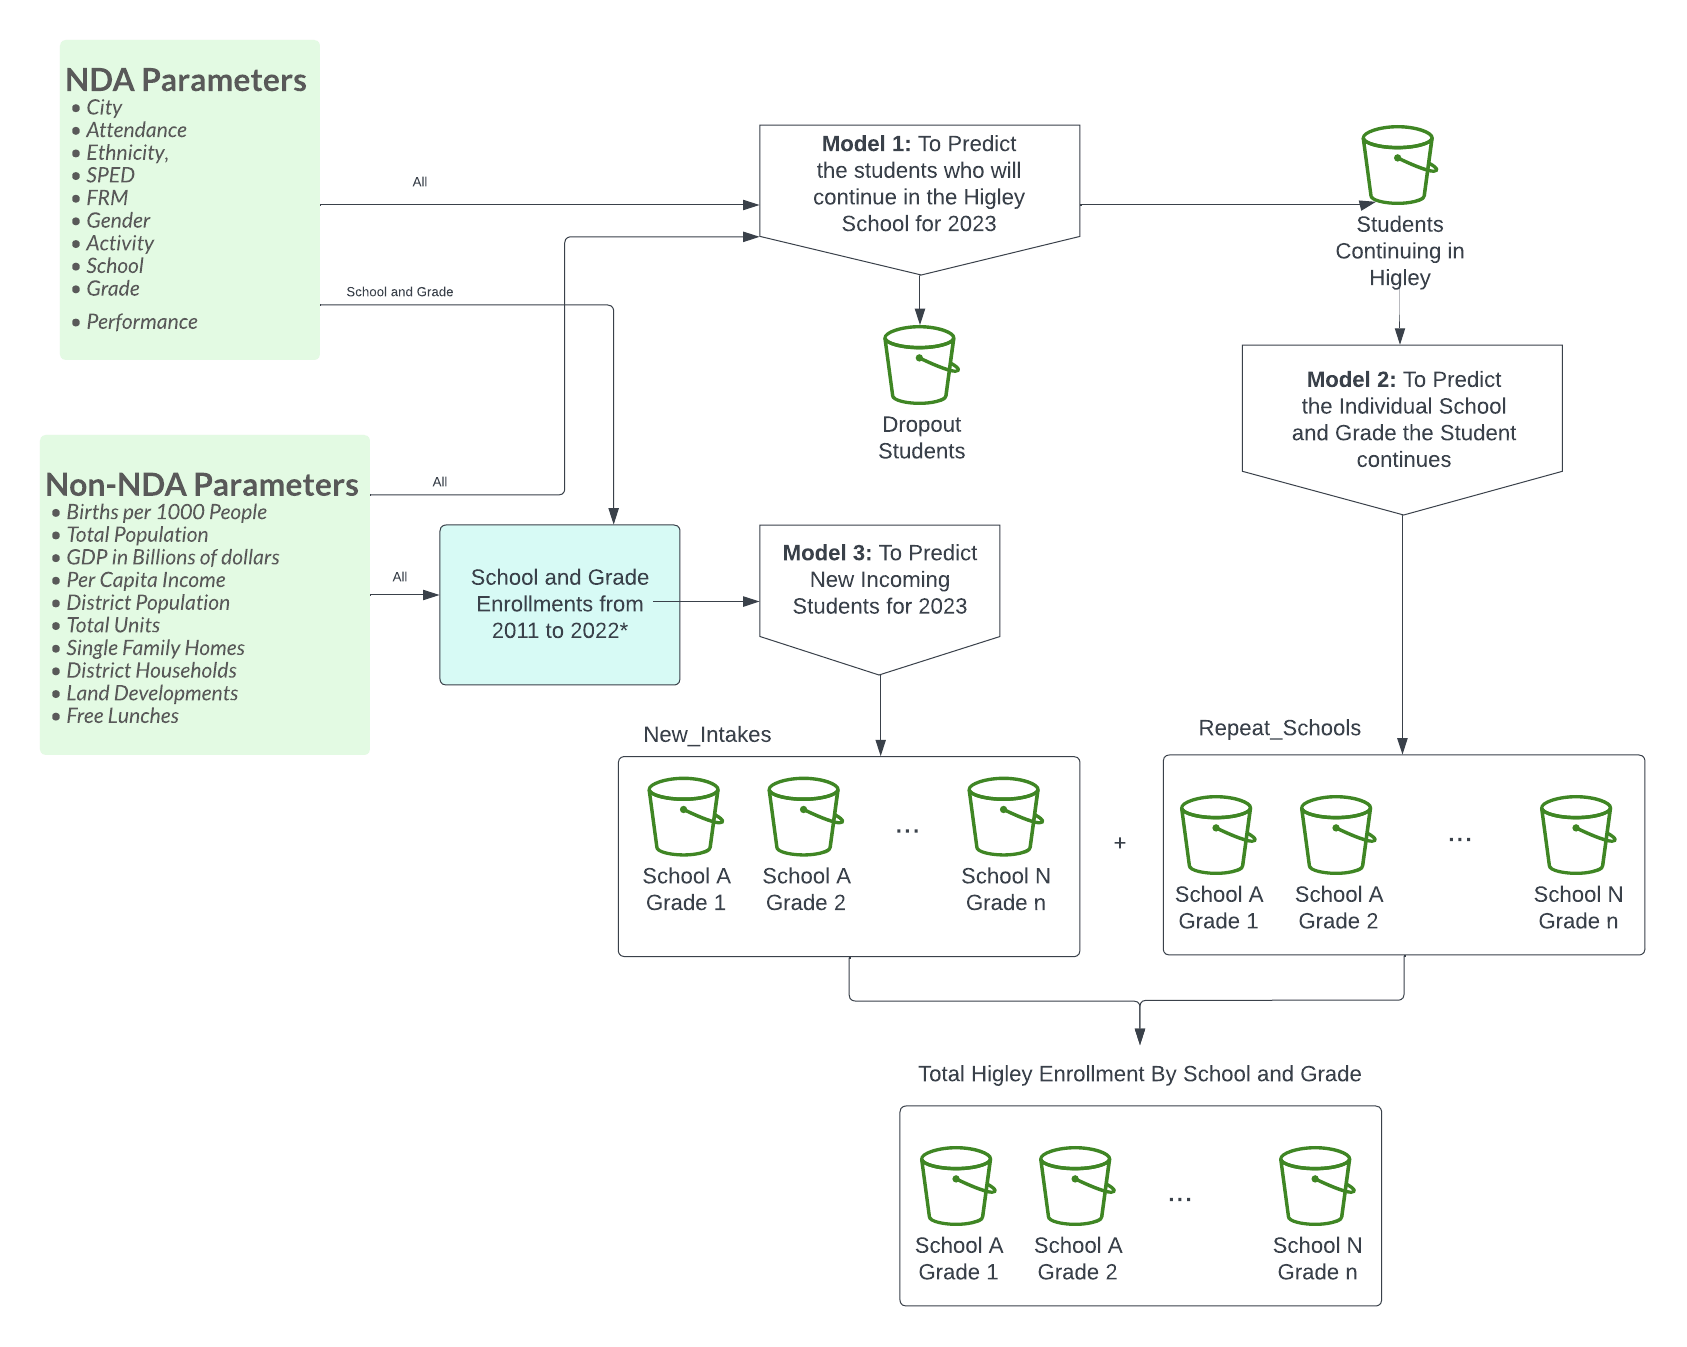 NDA Parameters
• City
• Attendance
• Ethnicity,
• SPED
• FRM
• Gender
• Activity
• School
• Grade
• Performance
All
School and Grade
Model 1: To Predict
the students who will
continue in the Higley
School for 2023
Students
Continuing in
Higley
Dropout
Students
Model 2: To Predict
the Individual School
and Grade the Student
continues
Non-NDA Parameters
• Births per 1000 People
• Total Population
• GDP in Billions of dollars
• Per Capita Income
• District Population
• Total Units
• Single Family Homes
• District Households
• Land Developments
• Free Lunches
All
All
School and Grade
Enrollments from
2011 to 2022*
Model 3: To Predict
New Incoming
Students for 2023
New_Intakes
School A
Grade 1
School A
Grade 2
...
School N
Grade n
+
Repeat_Schools
School A
Grade 1
School A
Grade 2
...
School N
Grade n
Total Higley Enrollment By School and Grade
School A
Grade 1
School A
Grade 2
...
School N
Grade n